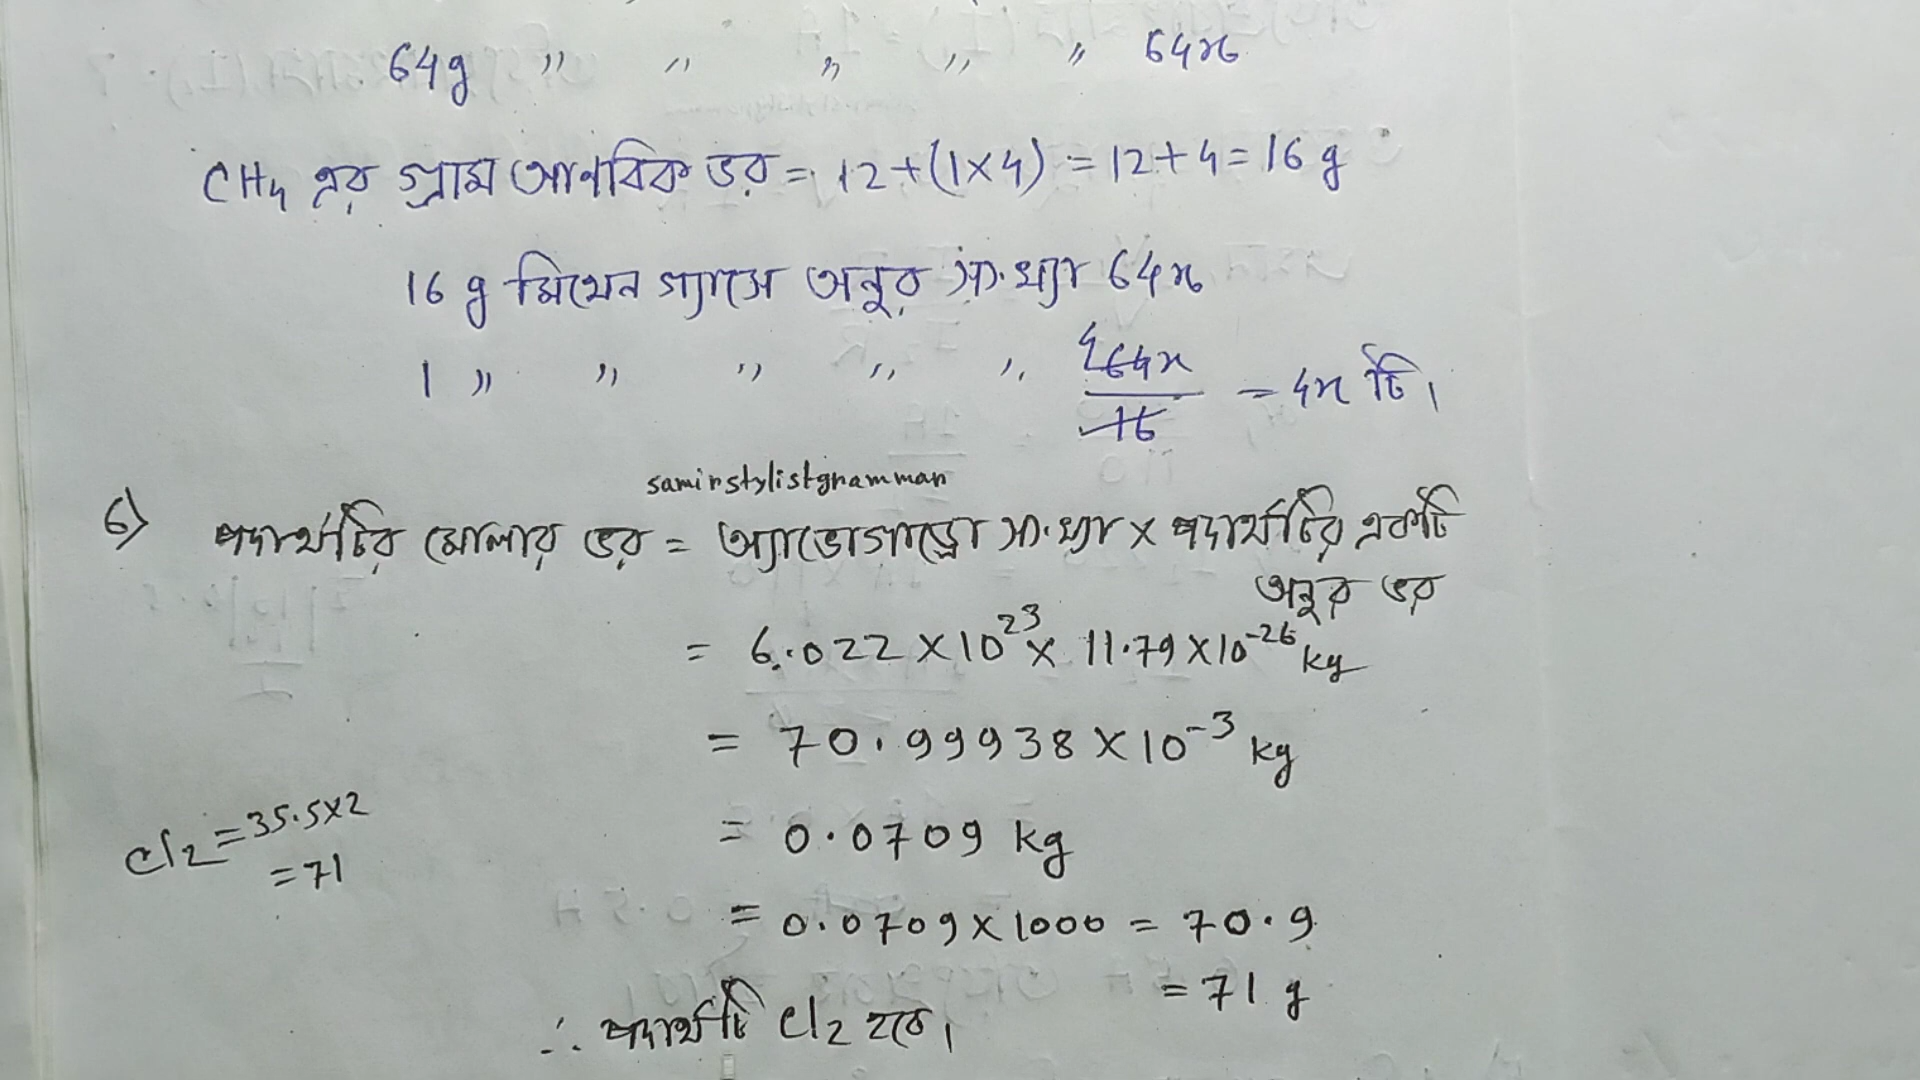 64g " " " " " 64x
CH4 এর গ্রাম আণবিক ভর = 12+(1×4) = 12+4=16 g
16 g মিথেন গ্যাসে অনুর সংখ্যা 64x
1 " " " " " 64x/16 = 4x টি।
samirstylistgramman
6) পদার্থটির মোলার ভর = অ্যাভোগাড্রো সংখ্যা × পদার্থটির একটি
অনুর ভর
= 6.022 × 10²³ × 11.79 × 10⁻²⁶ kg
= 70.99938 × 10⁻³ kg
Cl2 = 35.5×2
= 71
= 0.0709 kg
= 0.0709 × 1000 = 70.9
= 71 g
∴ পদার্থটি Cl2 হবে।